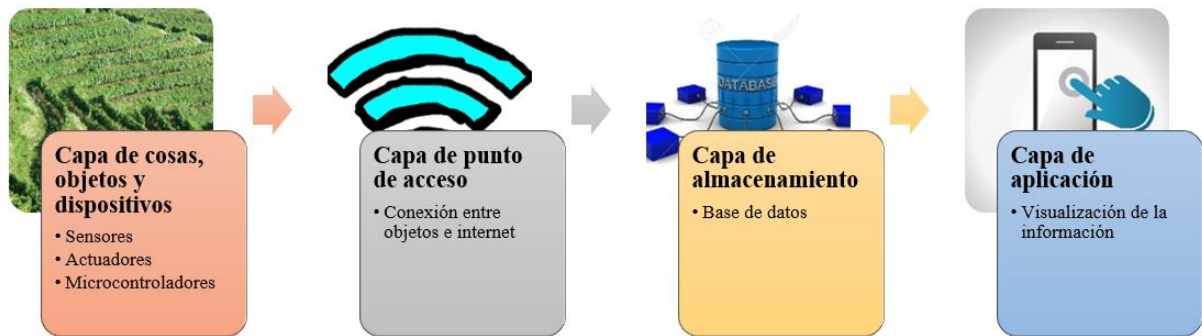 DATABASE
Capa de cosas,
objetos y
dispositivos
• Sensores
• Actuadores
• Microcontroladores
Capa de punto
de acceso
• Conexión entre
objetos e internet
Capa de
almacenamiento
• Base de datos
Capa de
aplicación
• Visualización de la
información